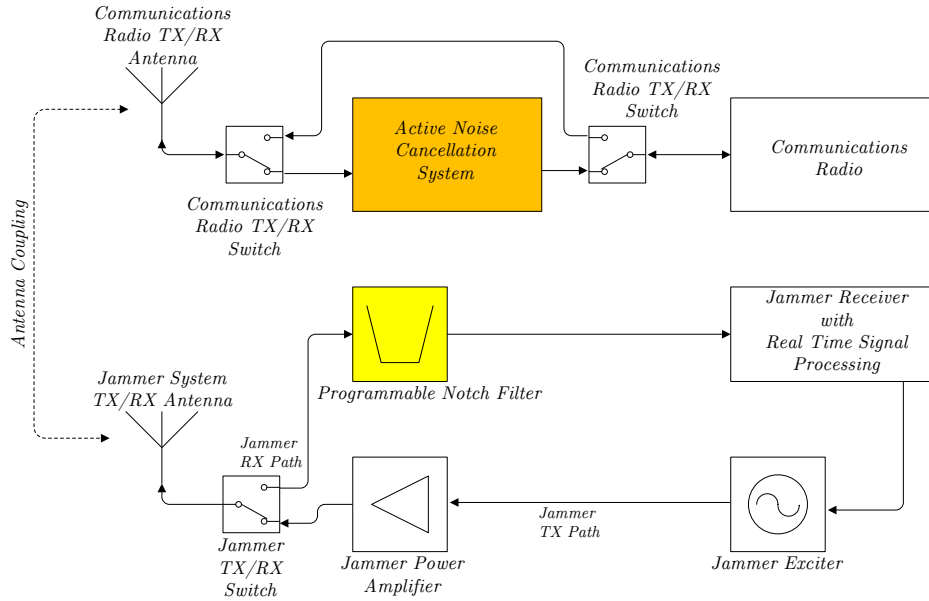 Communications
Radio TX/RX
Antenna
Communications
Radio TX/RX
Switch
Active Noise
Cancellation
System
Communications
Radio
Communications
Radio TX/RX
Switch
Antenna Coupling
Jammer Receiver
with
Real Time Signal
Processing
Programmable Notch Filter
Jammer System
TX/RX Antenna
Jammer
RX Path
Jammer
TX Path
Jammer
TX/RX
Switch
Jammer Power
Amplifier
Jammer Exciter